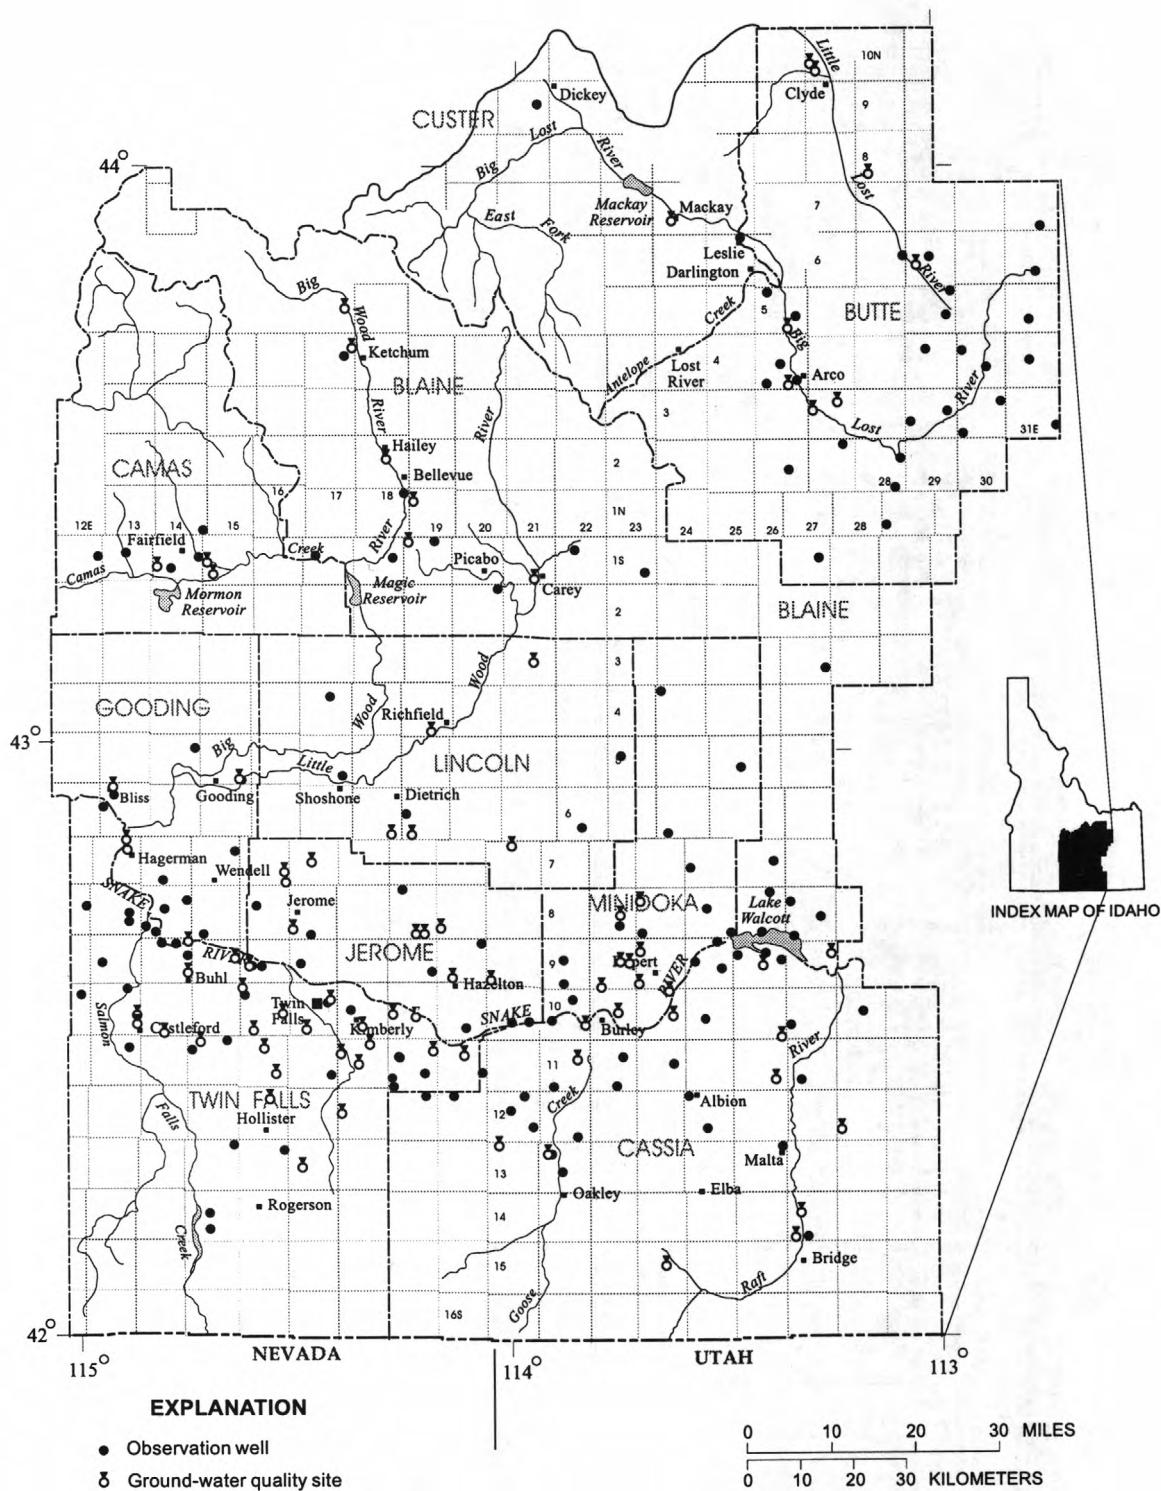 10N
Little
Clyde
Dickey
CUSTER
9
Lost
River
Big
8
44°
Lost
Mackay
Reservoir
Mackay
7
East
Fork
Leslie
Darlington
6
River
Big
Creek
5
BUTTE
Wood
Big
Ketchum
Lost
River
4
Arco
Antelope
BLAINE
River
River
River
3
Lost
31E
Hailey
CAMAS
Bellevue
2
16
17
18
28
29
30
1N
12E
13
14
15
19
20
21
22
23
24
25
26
27
28
Fairfield
Creek
River
Picabo
1S
Camas
Mormon
Reservoir
Magic
Reservoir
Carey
2
BLAINE
3
Wood
GOODING
Richfield
Wood
4
43°
Big
Little
LINCOLN
Bliss
Gooding
Shoshone
Dietrich
6
Hagerman
Wendell
7
SNAKE
Jerome
8
MINIDOKA
Lake
Walcott
INDEX MAP OF IDAHO
RIVER
JEROME
9
Rupert
RIVER
Buhl
Hazelton
Twin
Falls
10
SNAKE
Salmon
Castleford
Kimberly
Burley
River
11
TWIN FALLS
Creek
Albion
Falls
Hollister
12
CASSIA
Malta
13
Rogerson
Oakley
Elba
14
Creek
Bridge
15
Raft
Goose
16S
42°
NEVADA
UTAH
115°
114°
113°
EXPLANATION
Observation well
Ground-water quality site
0 10 20 30 MILES
0 10 20 30 KILOMETERS